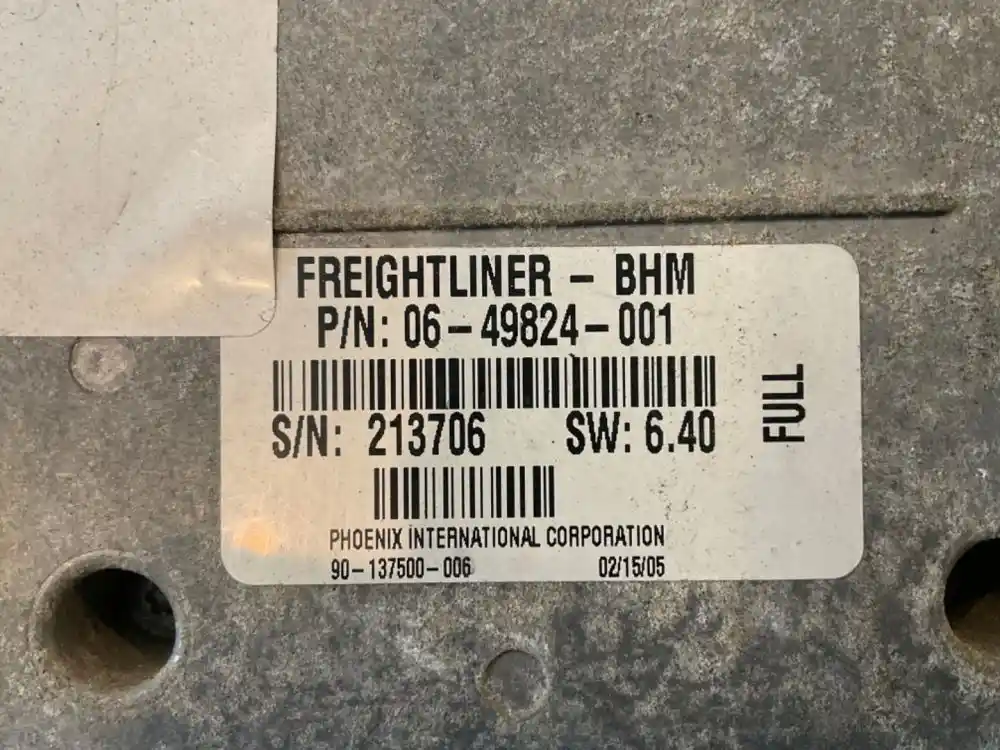 FREIGHTLINER - BHM
P/N: 06-49824-001
S/N: 213706 SW: 6.40
FULL
PHOENIX INTERNATIONAL CORPORATION
90-137500-006 02/15/05